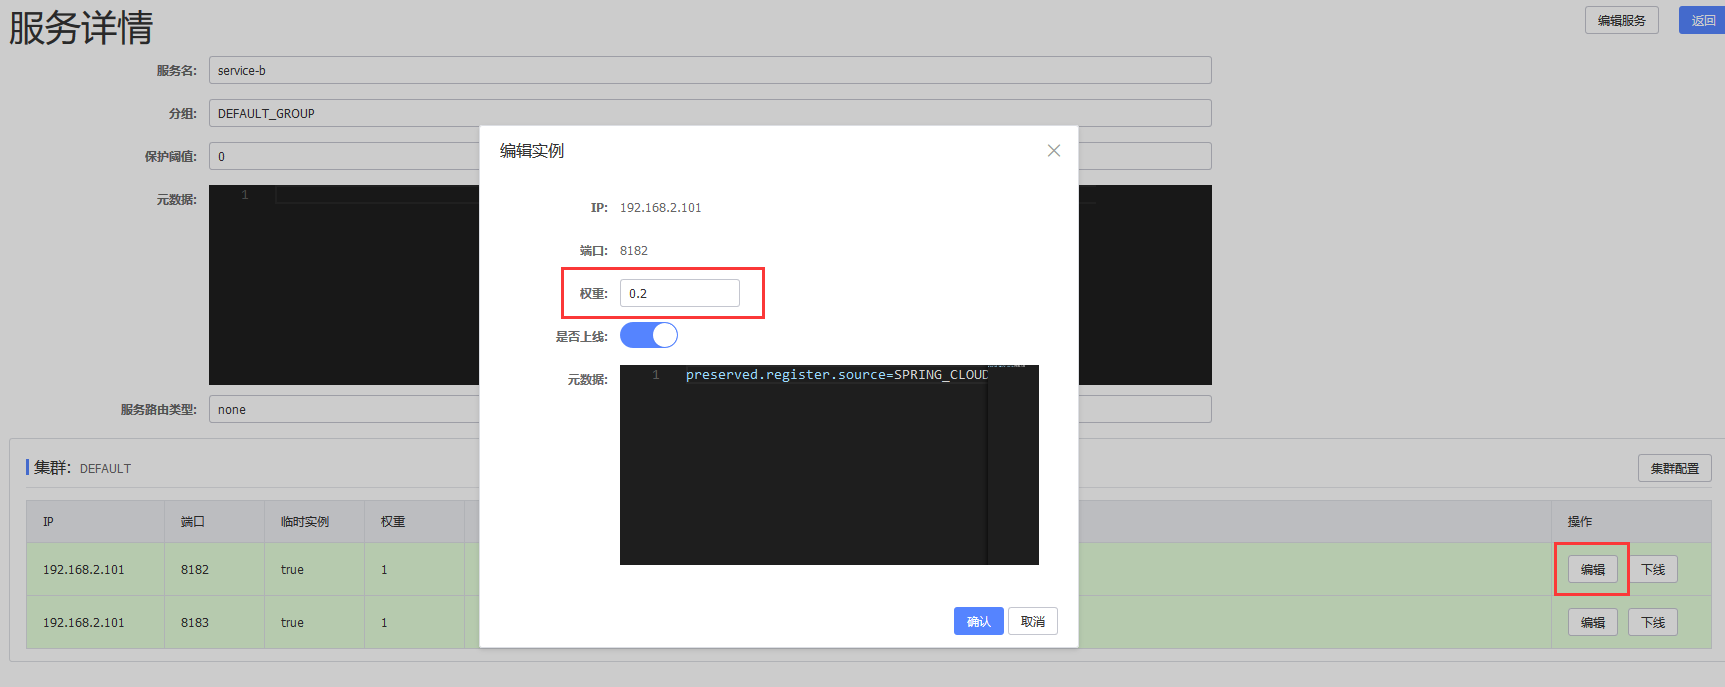 服务详情
编辑服务
返回
服务名: service-b
分组: DEFAULT_GROUP
保护阈值: 0
元数据: 1
服务路由类型: none
编辑实例
IP: 192.168.2.101
端口: 8182
权重: 0.2
是否上线:
元数据: 1 preserved.register.source=SPRING_CLOUD
确认 取消
集群: DEFAULT
集群配置
IP 端口 临时实例 权重 操作
192.168.2.101 8182 true 1 编辑 下线
192.168.2.101 8183 true 1 编辑 下线